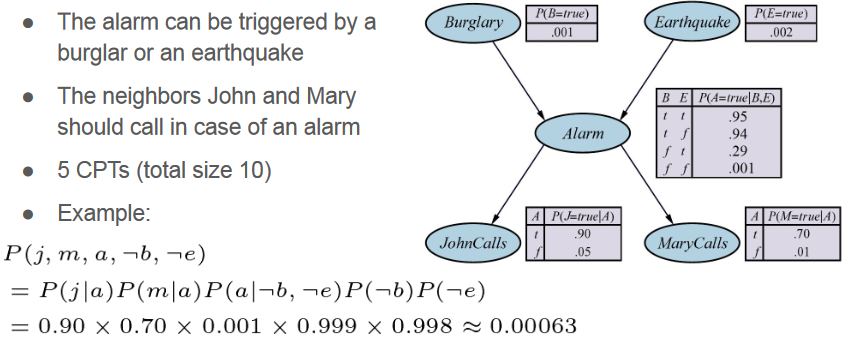 ● The alarm can be triggered by a
burglar or an earthquake
● The neighbors John and Mary
should call in case of an alarm
● 5 CPTs (total size 10)
● Example:
P(j, m, a, ¬b, ¬e)
= P(j|a)P(m|a)P(a|¬b, ¬e)P(¬b)P(¬e)
= 0.90 × 0.70 × 0.001 × 0.999 × 0.998 ≈ 0.00063
Burglary
P(B=true)
.001
Earthquake
P(E=true)
.002
Alarm
B E P(A=true|B,E)
t t .95
t f .94
f t .29
f f .001
JohnCalls
A P(J=true|A)
t .90
f .05
MaryCalls
A P(M=true|A)
t .70
f .01